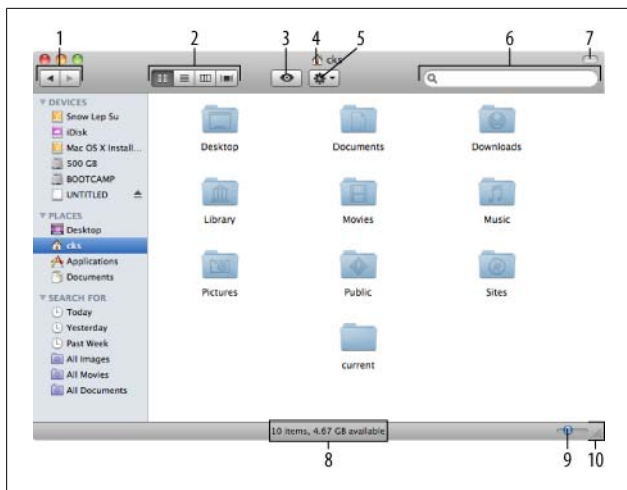 1
2
3
4
5
6
7
cks
DEVICES
Snow Lep Su
iDisk
Mac OS X Install...
500 GB
BOOTCAMP
UNTITLED
PLACES
Desktop
cks
Applications
Documents
SEARCH FOR
Today
Yesterday
Past Week
All Images
All Movies
All Documents
Desktop
Documents
Downloads
Library
Movies
Music
Pictures
Public
Sites
current
10 items, 4.67 GB available
8
9
10